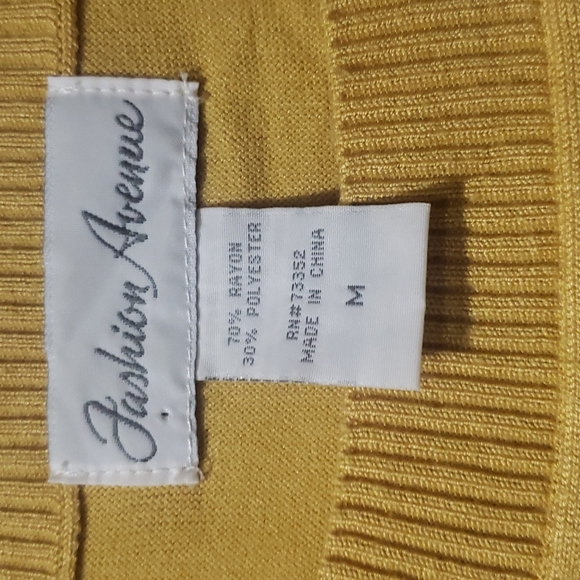 Fashion Avenue
70% RAYON
30% POLYESTER
RN#73352
MADE IN CHINA
M